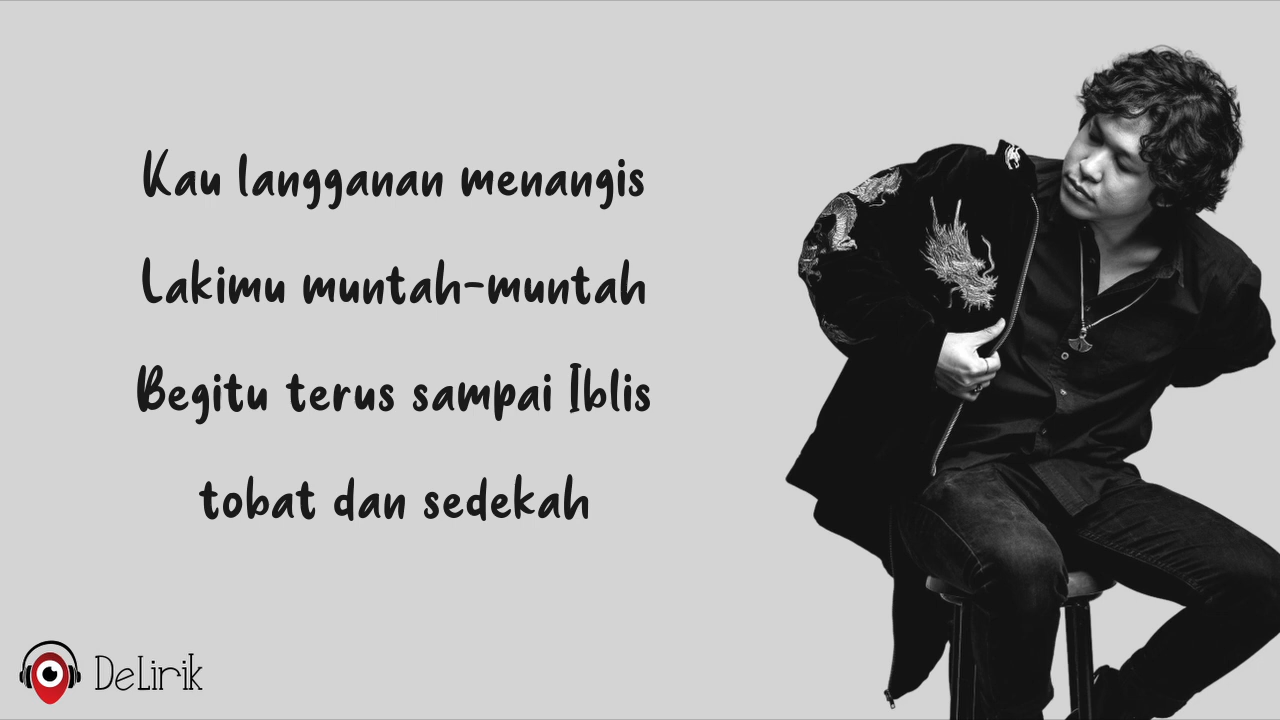 Kau langganan menangis
Lakimu muntah-muntah
Begitu terus sampai Iblis
tobat dan sedekah
DeLirik